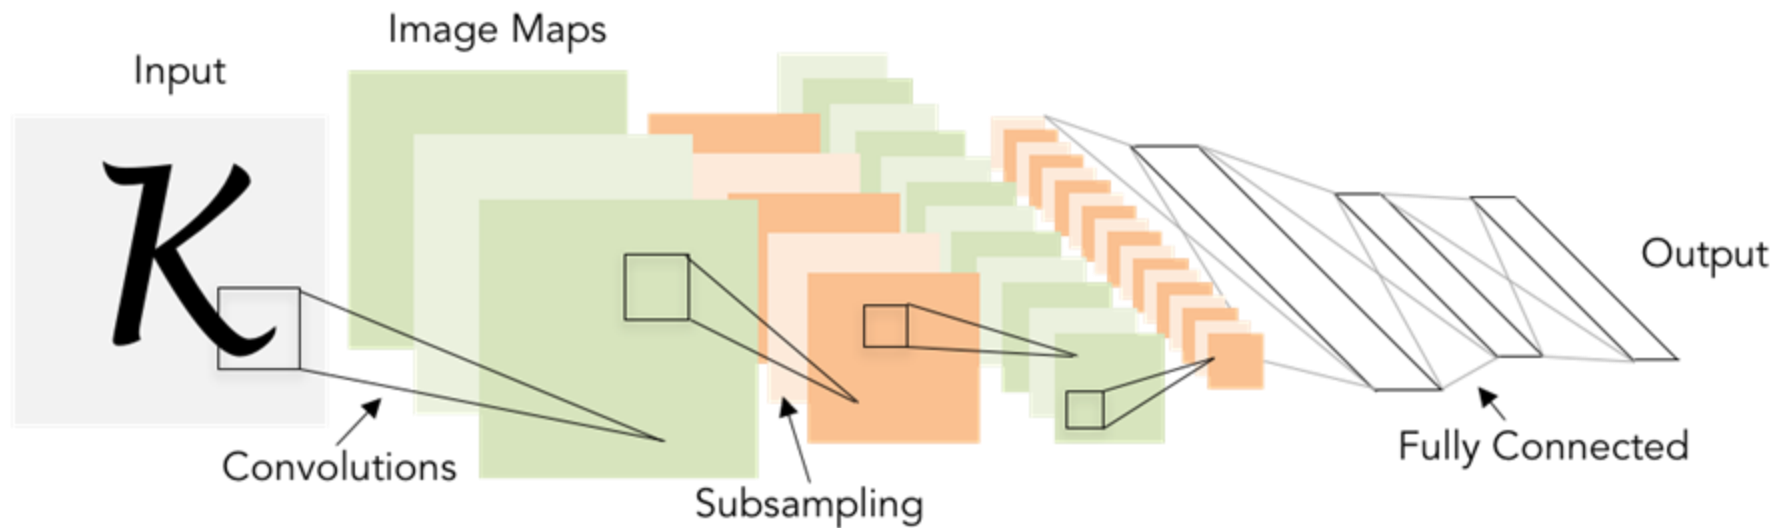 Image Maps
Input
K
Output
Convolutions
Subsampling
Fully Connected